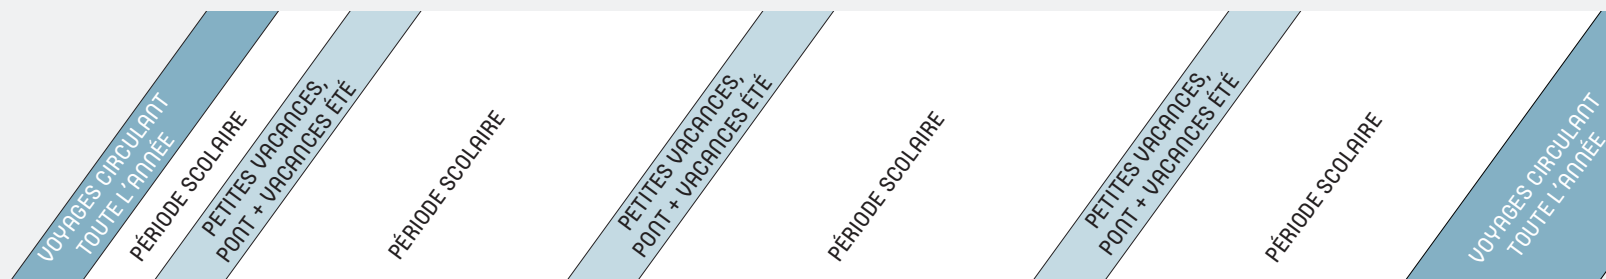 VOYAGES CIRCULANT
TOUTE L'ANNÉE
PÉRIODE SCOLAIRE
PETITES VACANCES,
PONT + VACANCES ÉTÉ
PÉRIODE SCOLAIRE
PETITES VACANCES,
PONT + VACANCES ÉTÉ
PÉRIODE SCOLAIRE
PETITES VACANCES,
PONT + VACANCES ÉTÉ
PÉRIODE SCOLAIRE
VOYAGES CIRCULANT
TOUTE L'ANNÉE